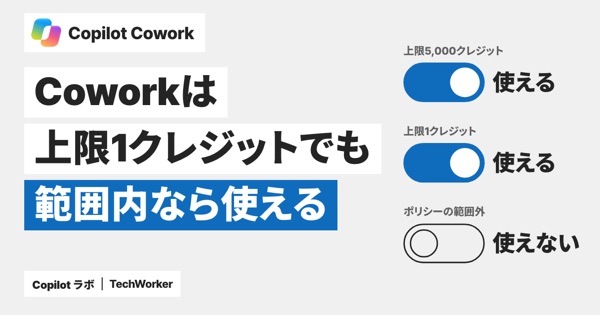 Copilot Cowork
Coworkは
上限1クレジットでも
範囲内なら使える
上限5,000クレジット
使える
上限1クレジット
使える
ポリシーの範囲外
使えない
Copilot ラボ | TechWorker